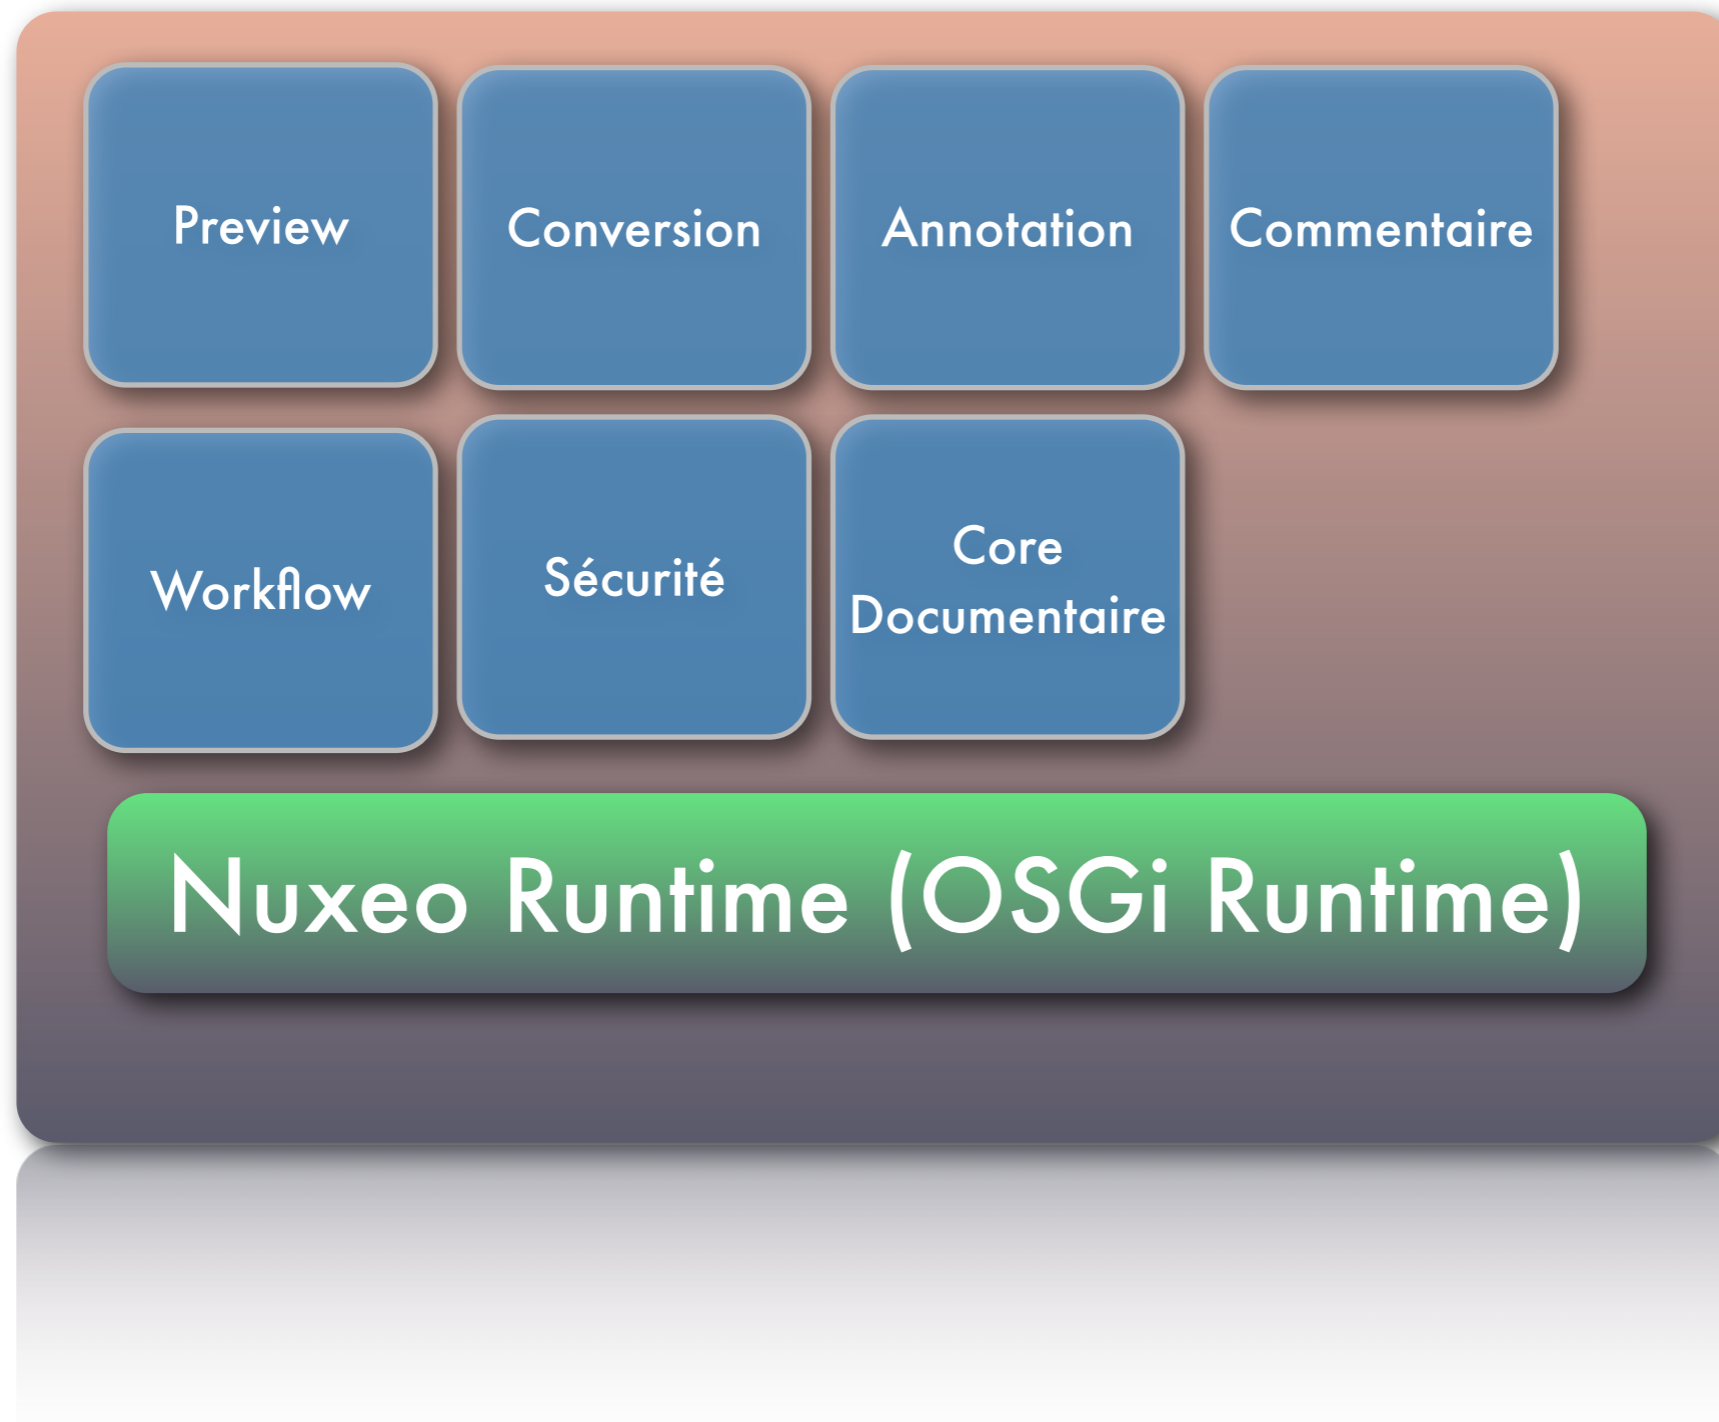 Preview
Conversion
Annotation
Commentaire
Workflow
Sécurité
Core
Documentaire
Nuxeo Runtime (OSGi Runtime)